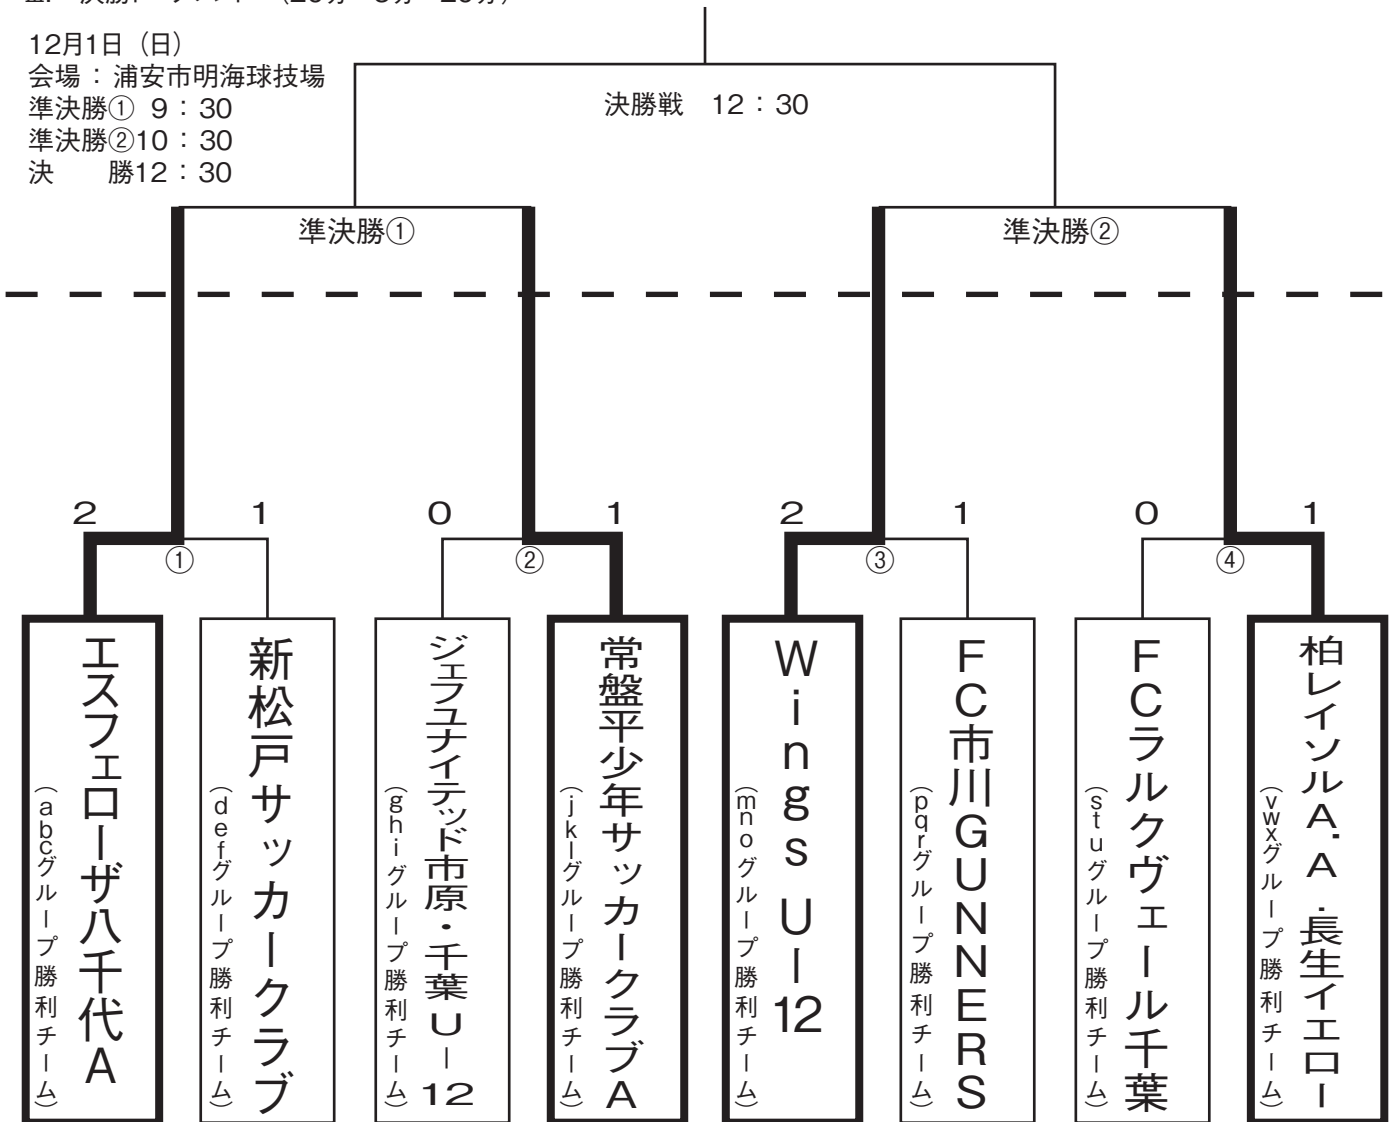 12月1日（日）
会場：浦安市明海球技場
準決勝① 9：30
準決勝②10：30
決　　勝12：30
決勝戦　12：30
準決勝①
準決勝②
2
1
0
1
2
1
0
1
①
②
③
④
エスフェローザ八千代A
（abcグループ勝利チーム）
新松戸サッカークラブ
（defグループ勝利チーム）
ジェフユナイテッド市原・千葉U－12
（ghiグループ勝利チーム）
常盤平少年サッカークラブA
（jklグループ勝利チーム）
Wings U－12
（mnoグループ勝利チーム）
FC市川GUNNERS
（pqrグループ勝利チーム）
FCラルクヴェール千葉
（stuグループ勝利チーム）
柏レイソルA.A.長生イエロー
（vwxグループ勝利チーム）